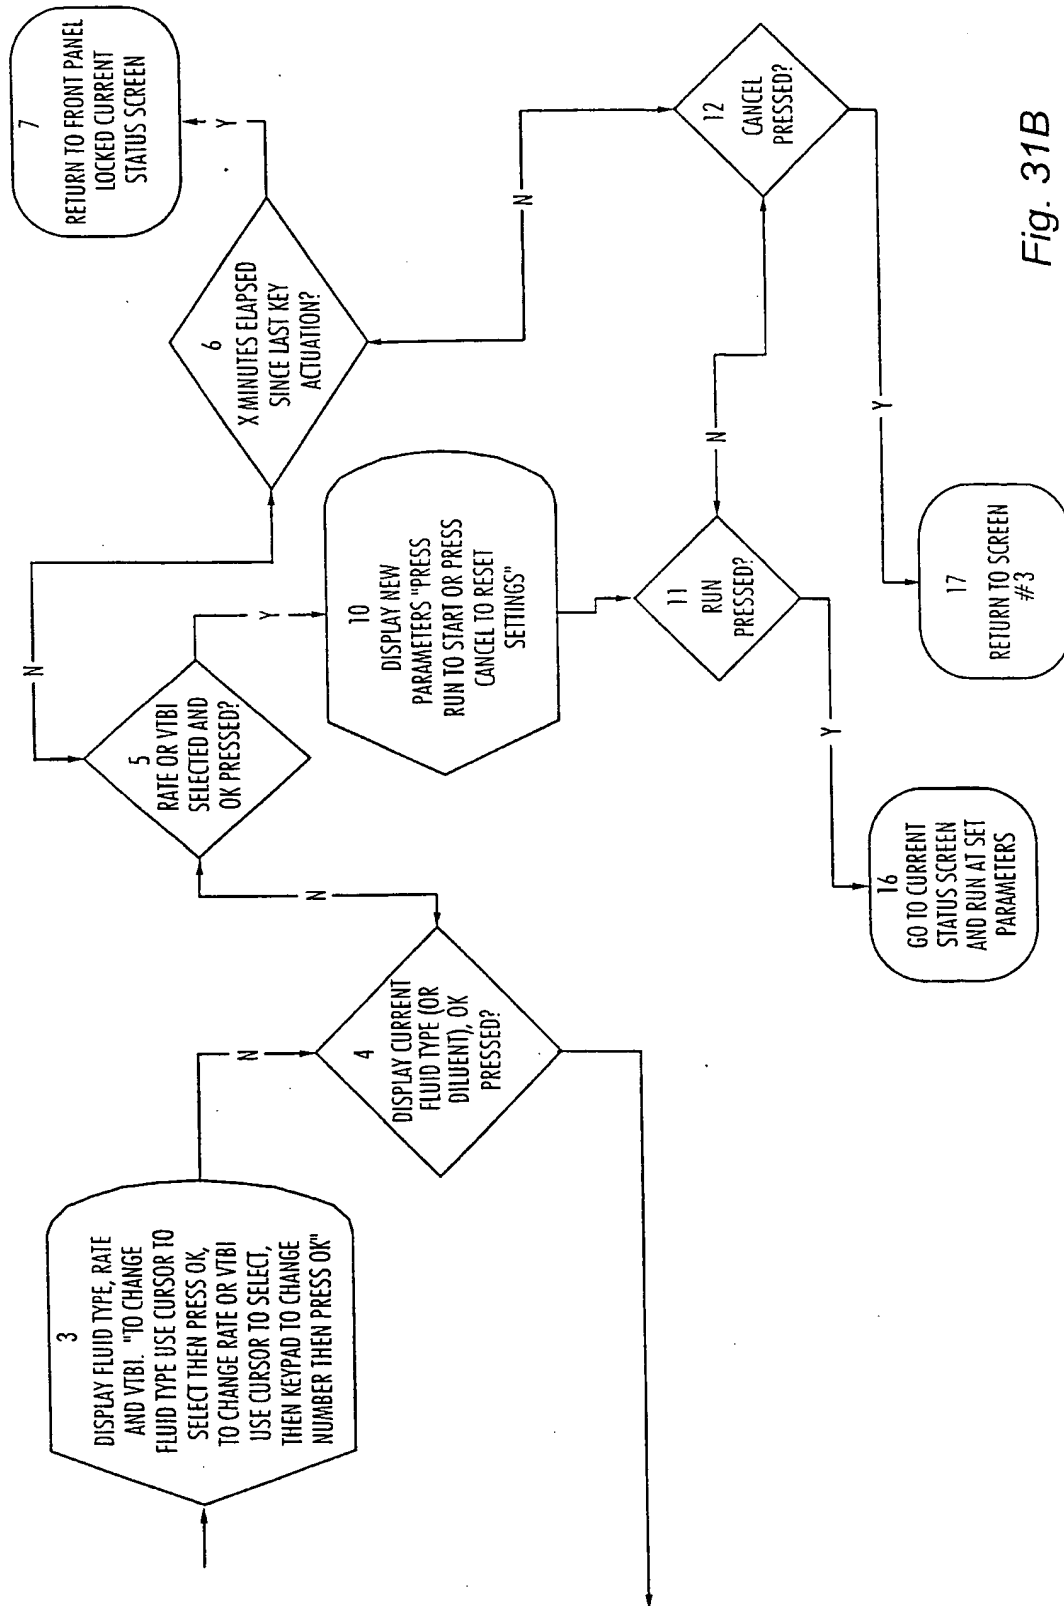 3
DISPLAY FLUID TYPE, RATE
AND VTBI. "TO CHANGE
FLUID TYPE USE CURSOR TO
SELECT THEN PRESS OK,
TO CHANGE RATE OR VTBI
USE CURSOR TO SELECT,
THEN KEYPAD TO CHANGE
NUMBER THEN PRESS OK"
N
4
DISPLAY CURRENT
FLUID TYPE (OR
DILUENT), OK
PRESSED?
N
5
RATE OR VTBI
SELECTED AND
OK PRESSED?
N
Y
6
X MINUTES ELAPSED
SINCE LAST KEY
ACTUATION?
Y
7
RETURN TO FRONT PANEL
LOCKED CURRENT
STATUS SCREEN
N
10
DISPLAY NEW
PARAMETERS "PRESS
RUN TO START OR PRESS
CANCEL TO RESET
SETTINGS"
11
RUN
PRESSED?
N
Y
12
CANCEL
PRESSED?
Y
16
GO TO CURRENT
STATUS SCREEN
AND RUN AT SET
PARAMETERS
17
RETURN TO SCREEN
#3
Fig. 31B